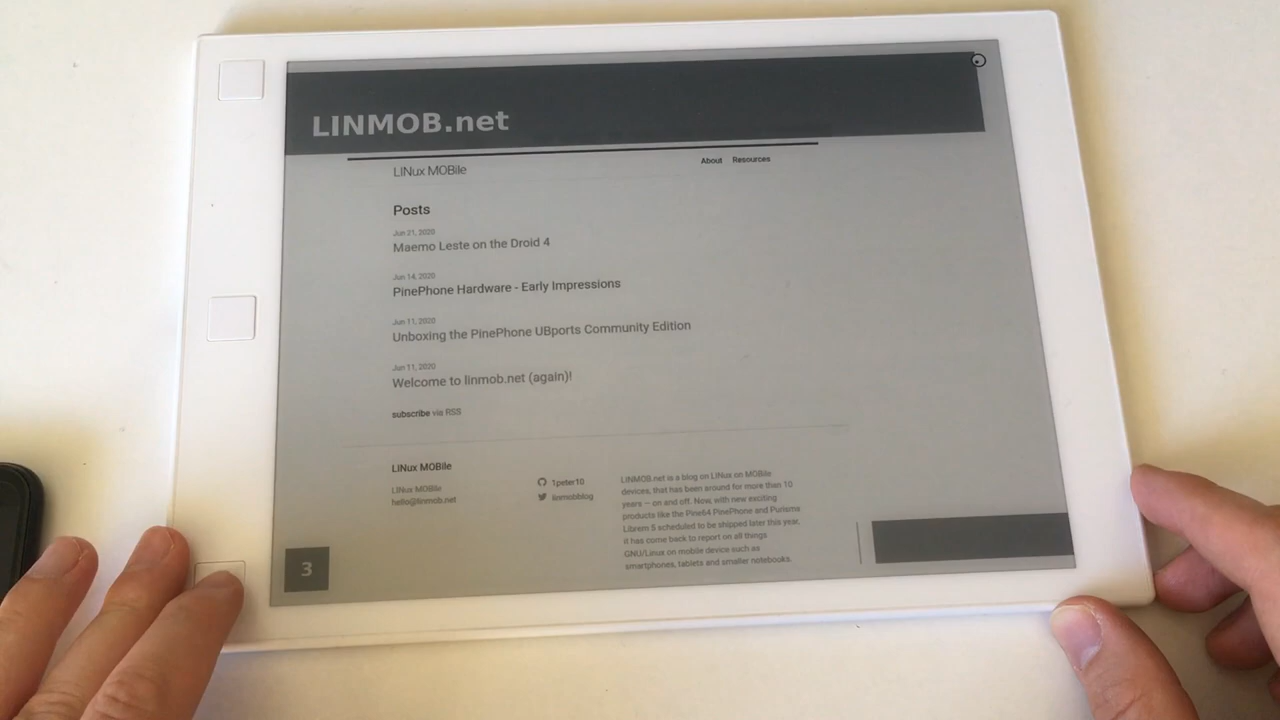 LINMOB.net
LINux MOBile
About Resources
Posts
Jun 21, 2020
Maemo Leste on the Droid 4
Jun 14, 2020
PinePhone Hardware - Early Impressions
Jun 11, 2020
Unboxing the PinePhone UBports Community Edition
Jun 11, 2020
Welcome to linmob.net (again)!
subscribe via RSS
LINux MOBile
LINux MOBile
hello@linmob.net
1peter10
linmobblog
LINMOB.net is a blog on LINux on MOBile
devices, that has been around for more than 10
years — on and off. Now, with new exciting
products like the Pine64 PinePhone and Purisms
Librem 5 scheduled to be shipped later this year,
it has come back to report on all things
GNU/Linux on mobile device such as
smartphones, tablets and smaller notebooks.
3